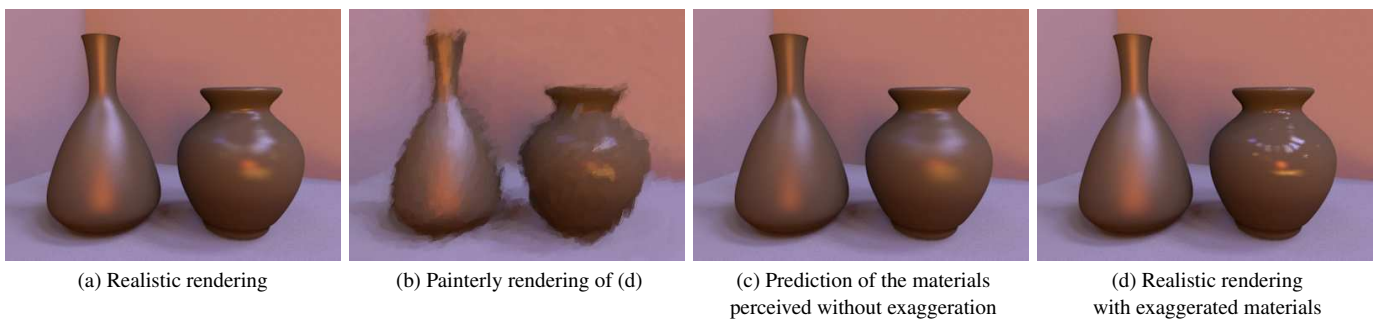 (a) Realistic rendering
(b) Painterly rendering of (d)
(c) Prediction of the materials
perceived without exaggeration
(d) Realistic rendering
with exaggerated materials